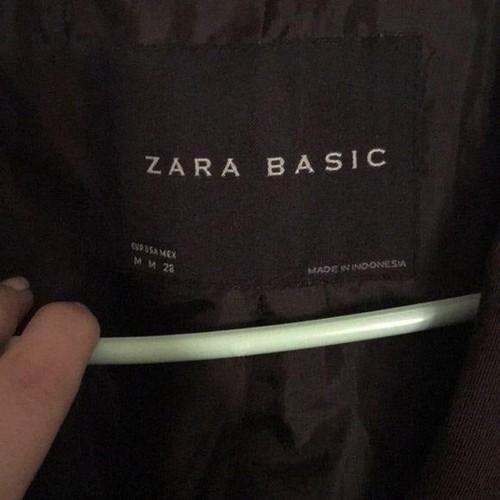 ZARA BASIC
EUR USA MEX
M M 28
MADE IN INDONESIA